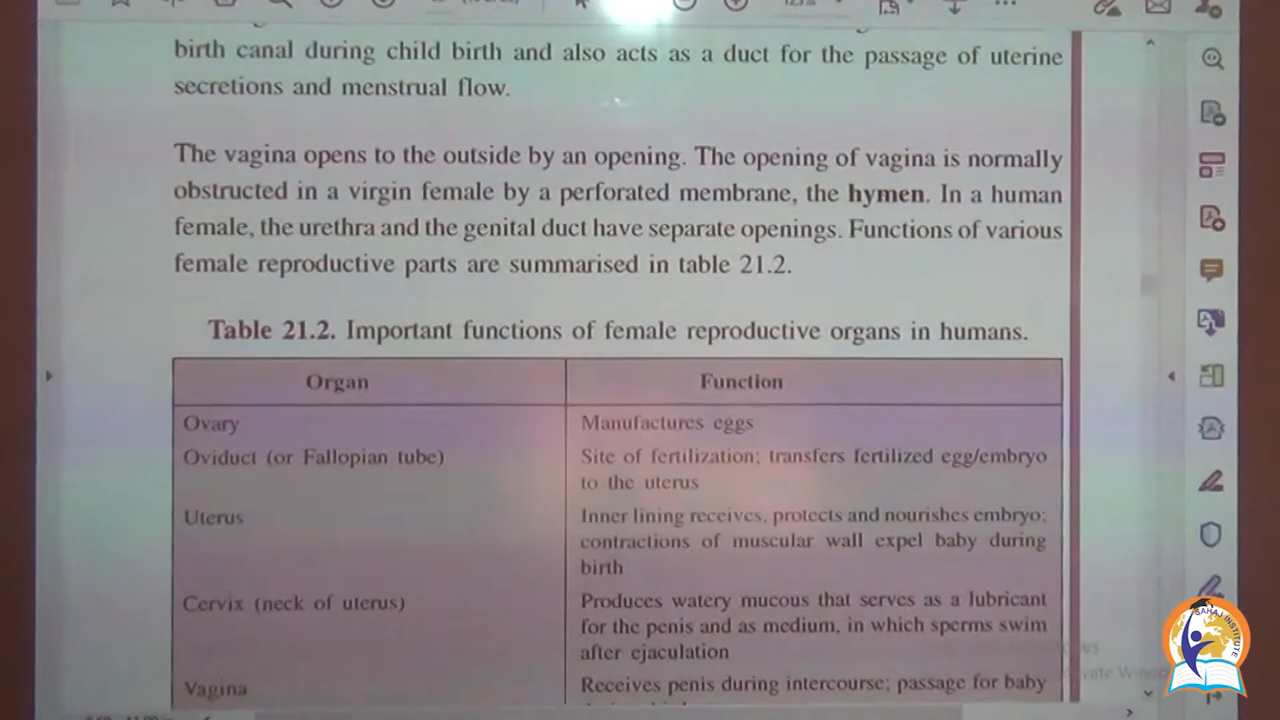 birth canal during child birth and also acts as a duct for the passage of uterine
secretions and menstrual flow.
The vagina opens to the outside by an opening. The opening of vagina is normally
obstructed in a virgin female by a perforated membrane, the hymen. In a human
female, the urethra and the genital duct have separate openings. Functions of various
female reproductive parts are summarised in table 21.2.
Table 21.2. Important functions of female reproductive organs in humans.
Organ
Function
Ovary
Manufactures eggs
Oviduct (or Fallopian tube)
Site of fertilization; transfers fertilized egg/embryo
to the uterus
Uterus
Inner lining receives, protects and nourishes embryo;
contractions of muscular wall expel baby during
birth
Cervix (neck of uterus)
Produces watery mucous that serves as a lubricant
for the penis and as medium, in which sperms swim
after ejaculation
Vagina
Receives penis during intercourse; passage for baby
SAHAJ INSTITUTE